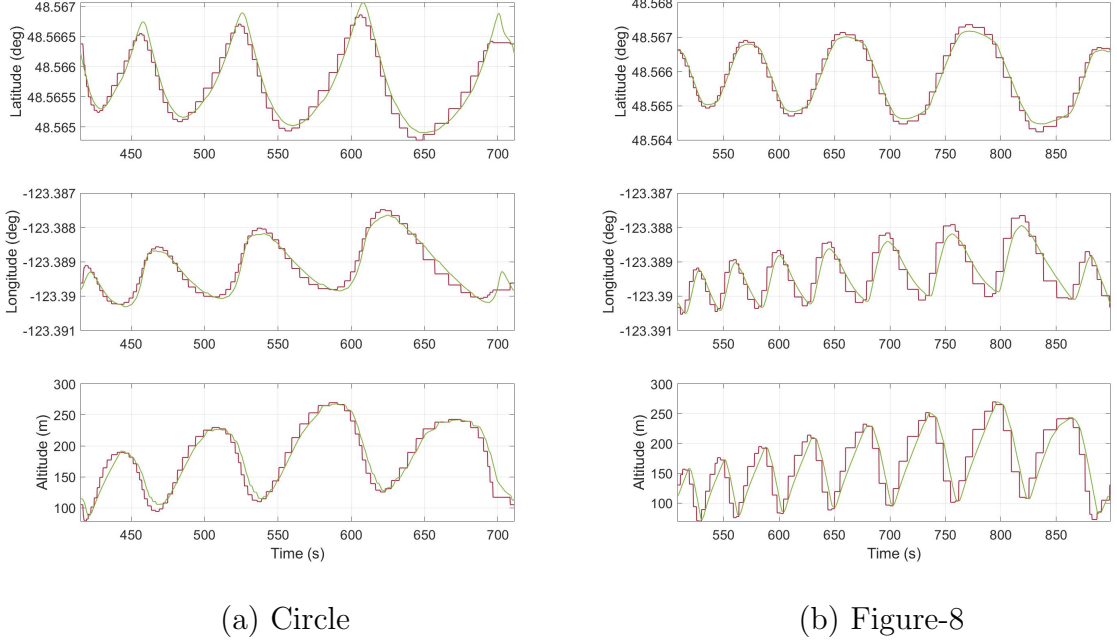 48.567
48.5665
48.566
48.5655
48.565
Latitude (deg)
450 500 550 600 650 700
-123.387
-123.388
-123.389
-123.39
-123.391
Longitude (deg)
450 500 550 600 650 700
300
250
200
150
100
Altitude (m)
450 500 550 600 650 700
Time (s)
(a) Circle
48.568
48.567
48.566
48.565
48.564
Latitude (deg)
550 600 650 700 750 800 850
-123.387
-123.388
-123.389
-123.39
-123.391
Longitude (deg)
550 600 650 700 750 800 850
300
250
200
150
100
Altitude (m)
550 600 650 700 750 800 850
Time (s)
(b) Figure-8